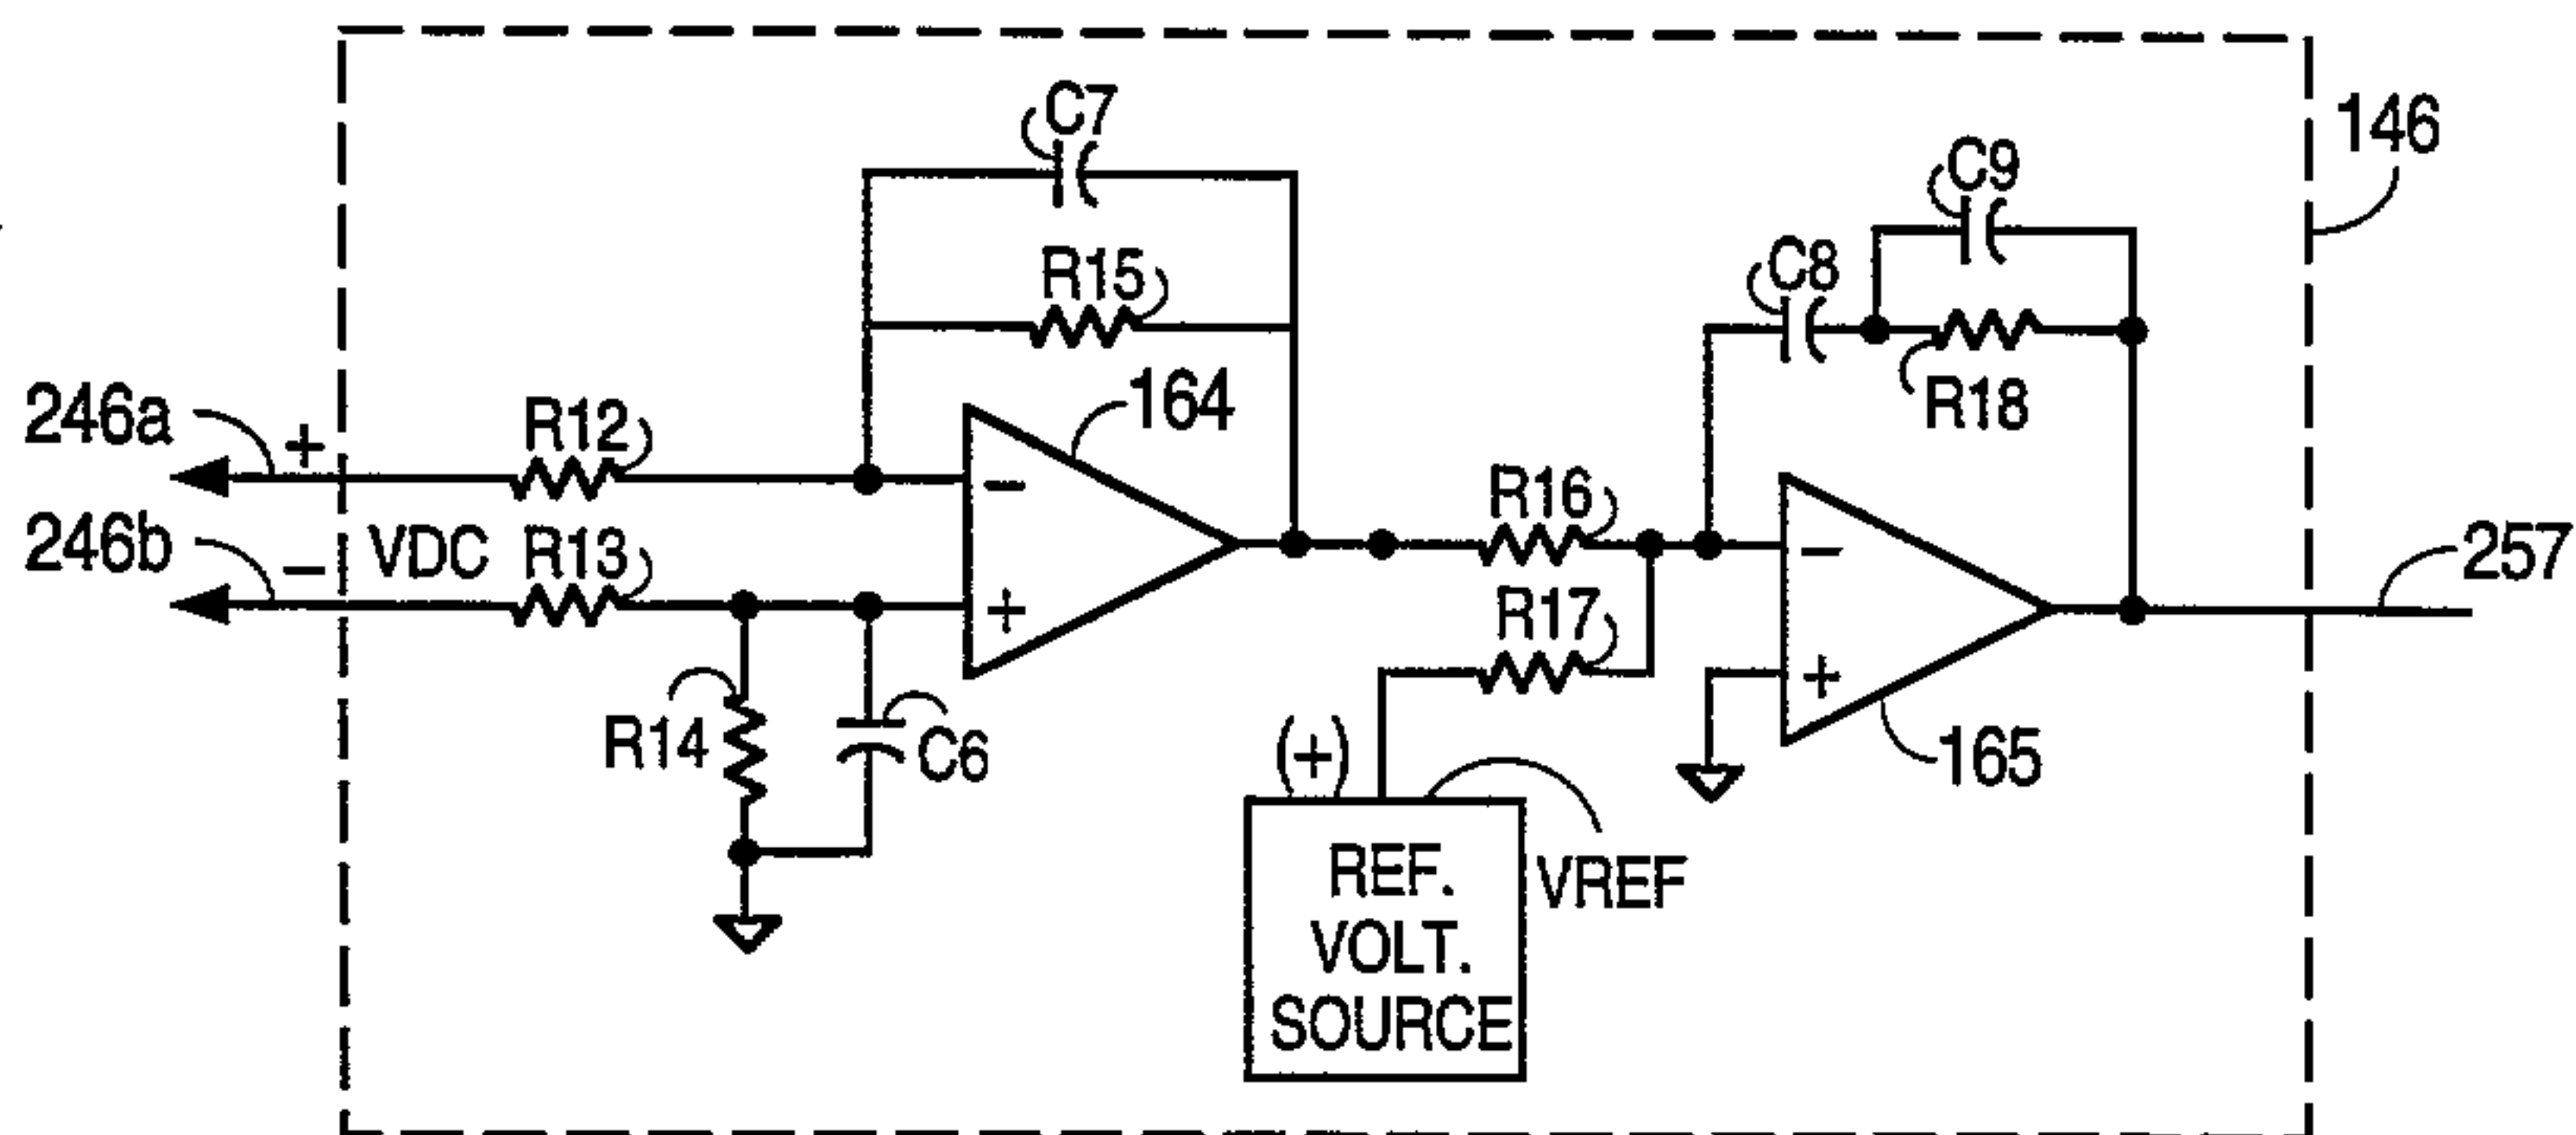 C7
146
C9
R15
C8
246a
+
R12
164
R18
−
R16
246b
−
VDC
R13
−
257
R17
+
+
R14
C6
(+)
165
REF.
VOLT.
SOURCE
VREF